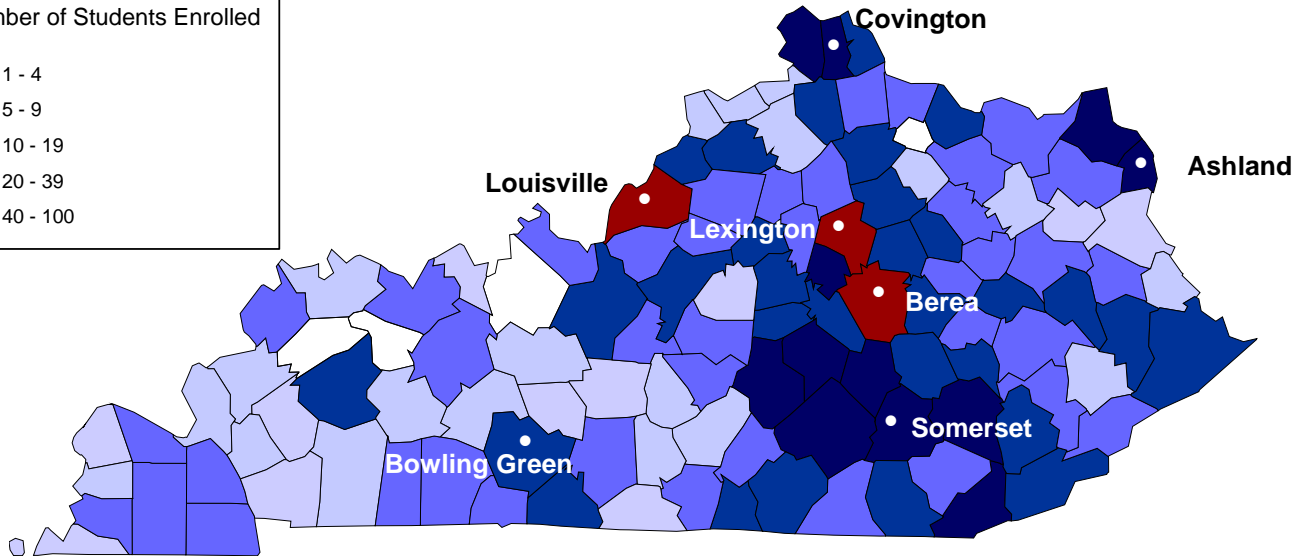 mber of Students Enrolled
1 - 4
5 - 9
10 - 19
20 - 39
40 - 100
Covington
Ashland
Louisville
Lexington
Berea
Somerset
Bowling Green